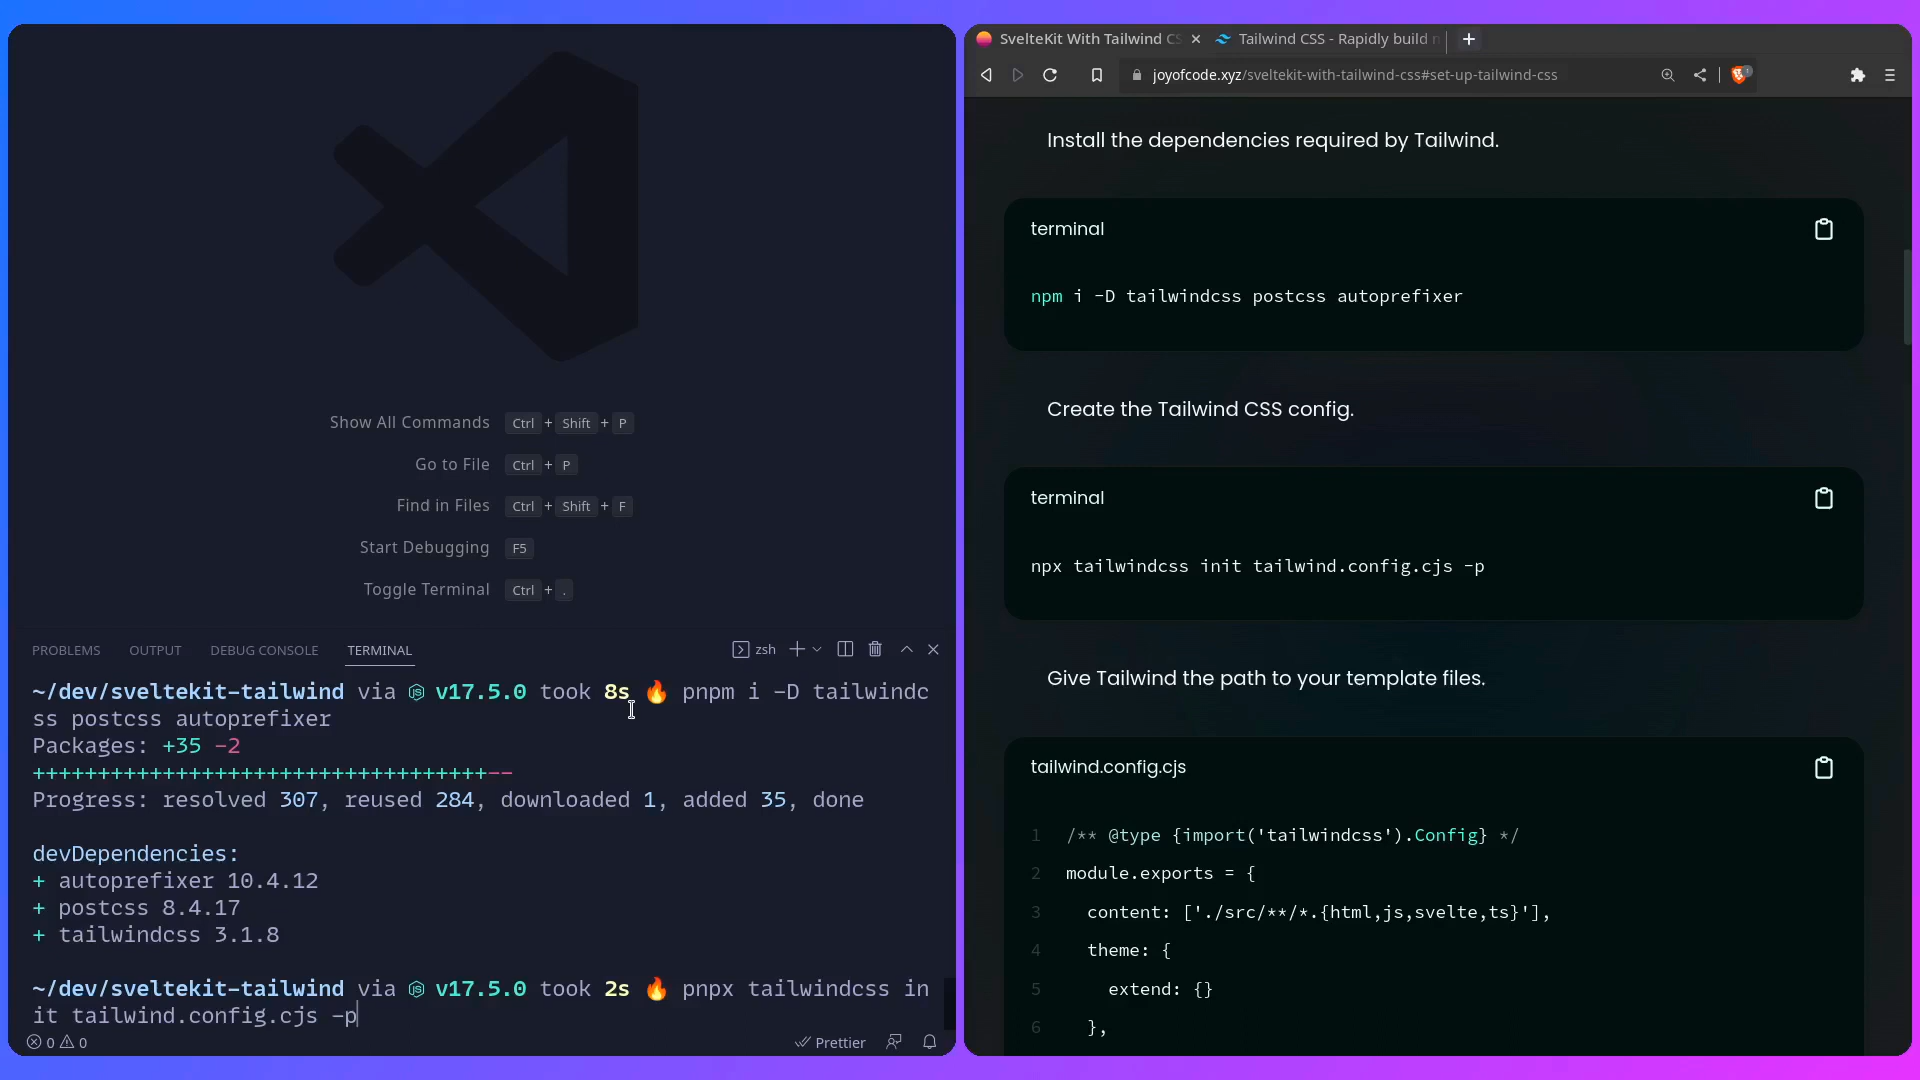 Show All Commands Ctrl + Shift + P
Go to File Ctrl + P
Find in Files Ctrl + Shift + F
Start Debugging F5
Toggle Terminal Ctrl + .
PROBLEMS OUTPUT DEBUG CONSOLE TERMINAL
zsh
~/dev/sveltekit-tailwind via v17.5.0 took 8s 🔥 pnpm i -D tailwindc
ss postcss autoprefixer
Packages: +35 -2
+++++++++++++++++++++++++++++++++++--
Progress: resolved 307, reused 284, downloaded 1, added 35, done
devDependencies:
+ autoprefixer 10.4.12
+ postcss 8.4.17
+ tailwindcss 3.1.8
~/dev/sveltekit-tailwind via v17.5.0 took 2s 🔥 pnpx tailwindcss in
it tailwind.config.cjs -p
0 0 Prettier
SvelteKit With Tailwind CS
Tailwind CSS - Rapidly build
joyofcode.xyz/sveltekit-with-tailwind-css#set-up-tailwind-css
Install the dependencies required by Tailwind.
terminal
npm i -D tailwindcss postcss autoprefixer
Create the Tailwind CSS config.
terminal
npx tailwindcss init tailwind.config.cjs -p
Give Tailwind the path to your template files.
tailwind.config.cjs
1 /** @type {import('tailwindcss').Config} */
2 module.exports = {
3 content: ['./src/**/*.{html,js,svelte,ts}'],
4 theme: {
5 extend: {}
6 },